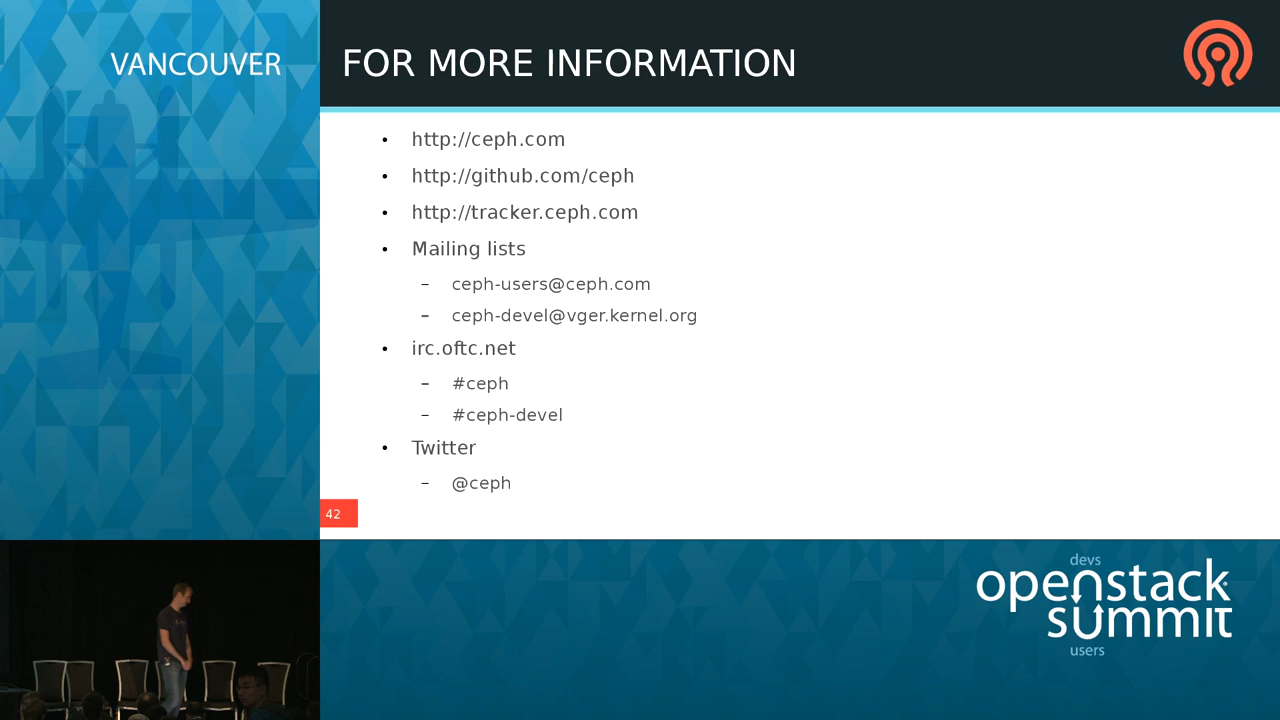 VANCOUVER
FOR MORE INFORMATION
• http://ceph.com
• http://github.com/ceph
• http://tracker.ceph.com
• Mailing lists
– ceph-users@ceph.com
– ceph-devel@vger.kernel.org
• irc.oftc.net
– #ceph
– #ceph-devel
• Twitter
– @ceph
42
devs
openstack
summit
users